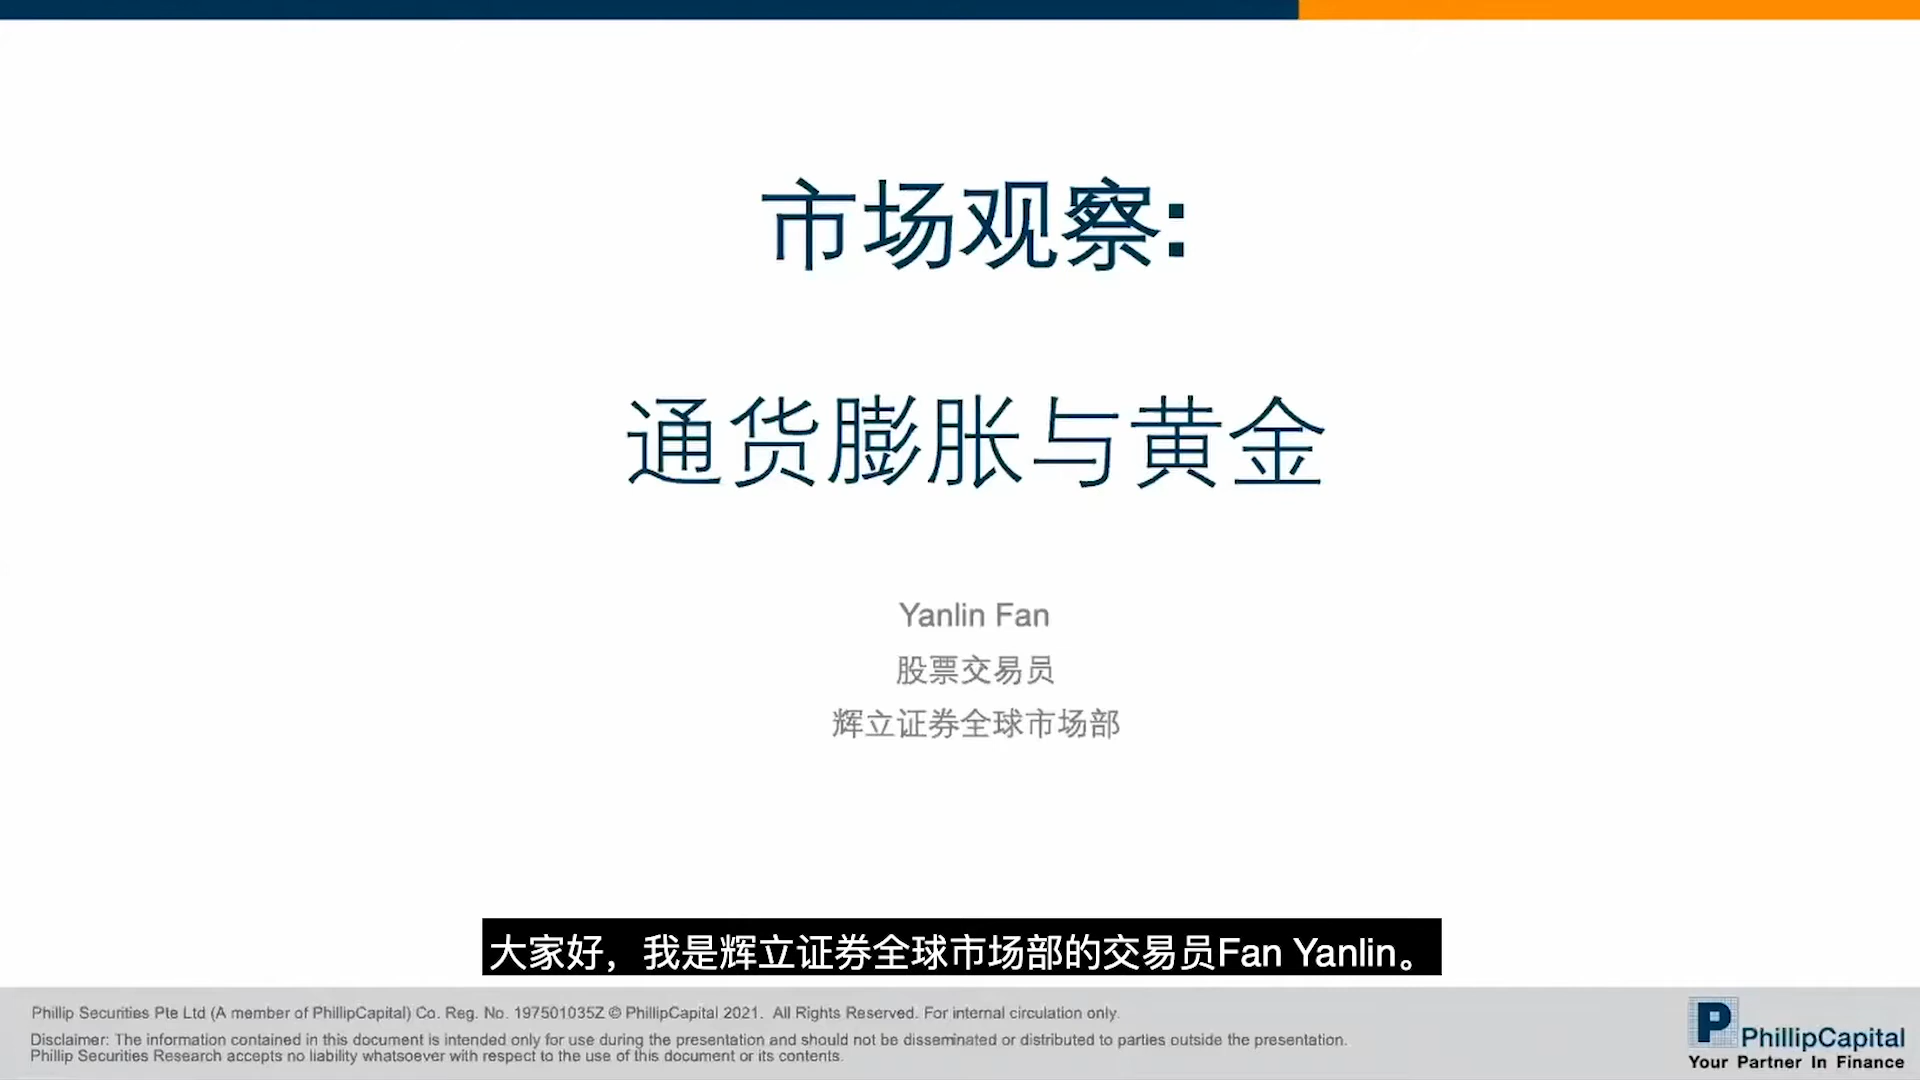 市场观察:
通货膨胀与黄金
Yanlin Fan
股票交易员
辉立证券全球市场部
大家好，我是辉立证券全球市场部的交易员Fan Yanlin。
Phillip Securities Pte Ltd (A member of PhillipCapital) Co. Reg. No. 197501035Z © PhillipCapital 2021. All Rights Reserved. For internal circulation only.
Disclaimer: The information contained in this document is intended only for use during the presentation and should not be disseminated or distributed to parties outside the presentation.
Phillip Securities Research accepts no liability whatsoever with respect to the use of this document or its contents.
P PhillipCapital
Your Partner In Finance